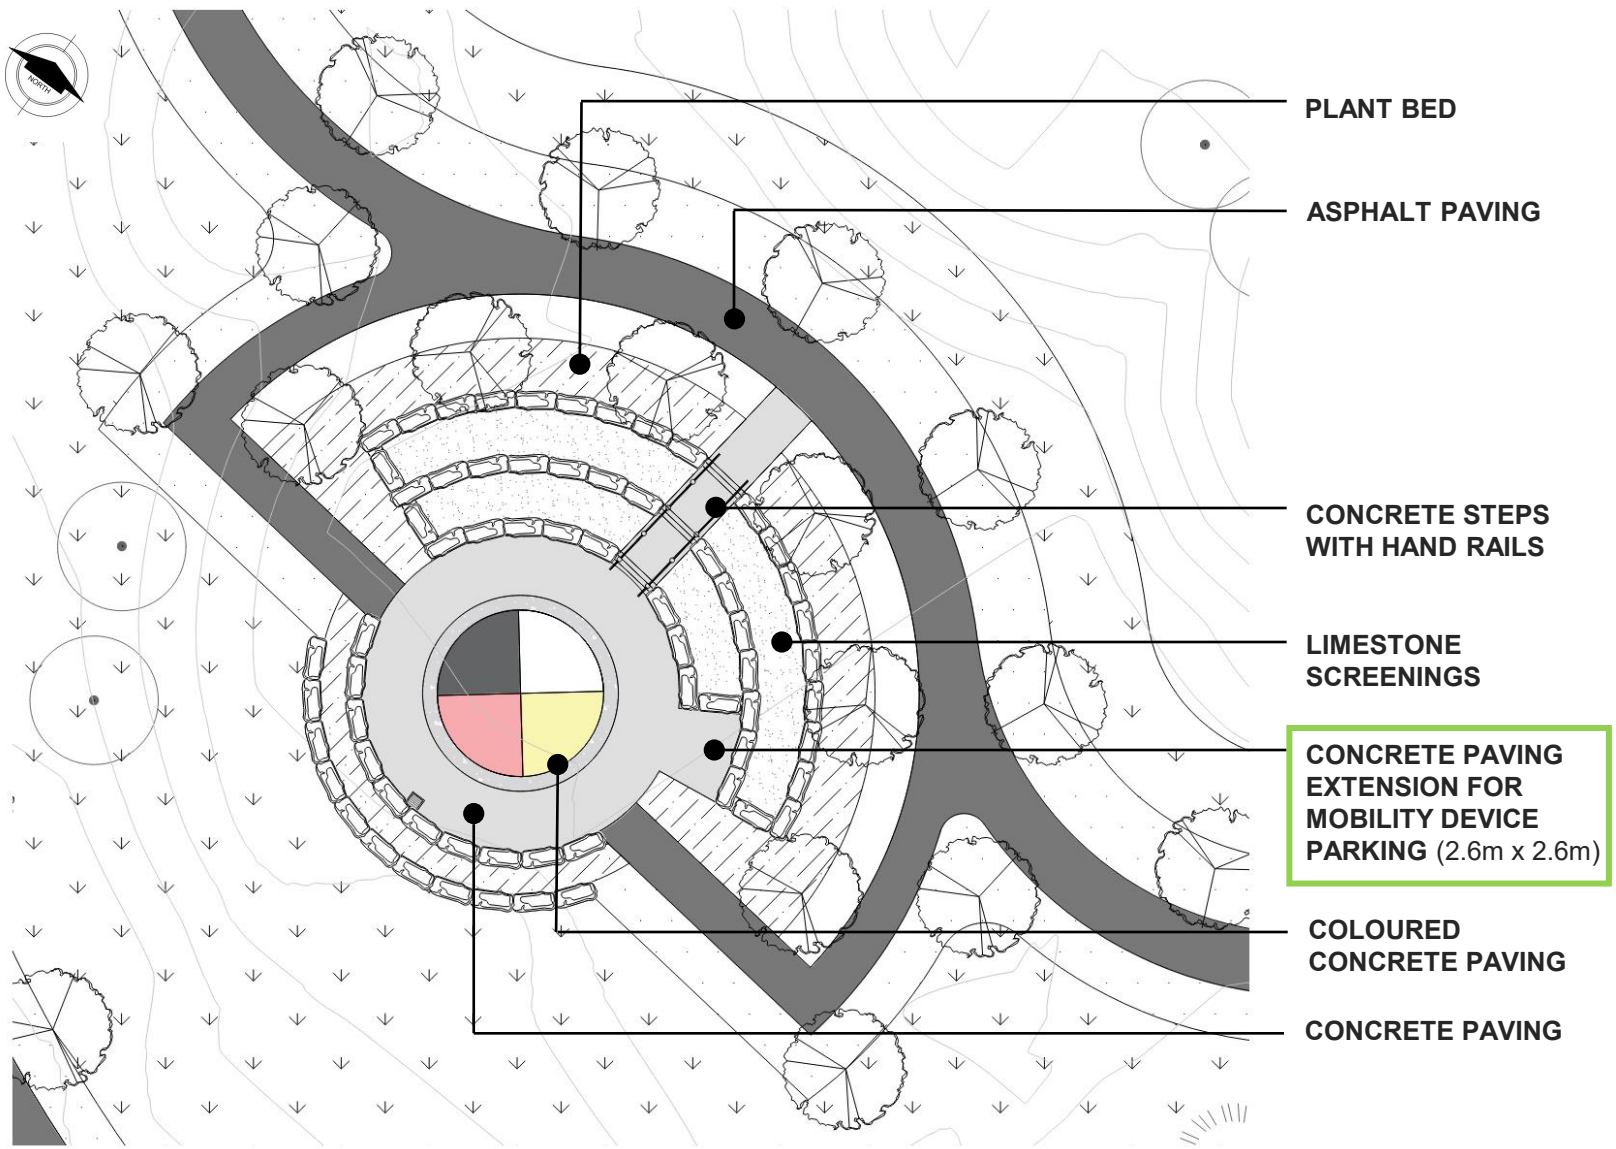 NORTH
PLANT BED
ASPHALT PAVING
CONCRETE STEPS
WITH HAND RAILS
LIMESTONE
SCREENINGS
CONCRETE PAVING
EXTENSION FOR
MOBILITY DEVICE
PARKING (2.6m x 2.6m)
COLOURED
CONCRETE PAVING
CONCRETE PAVING